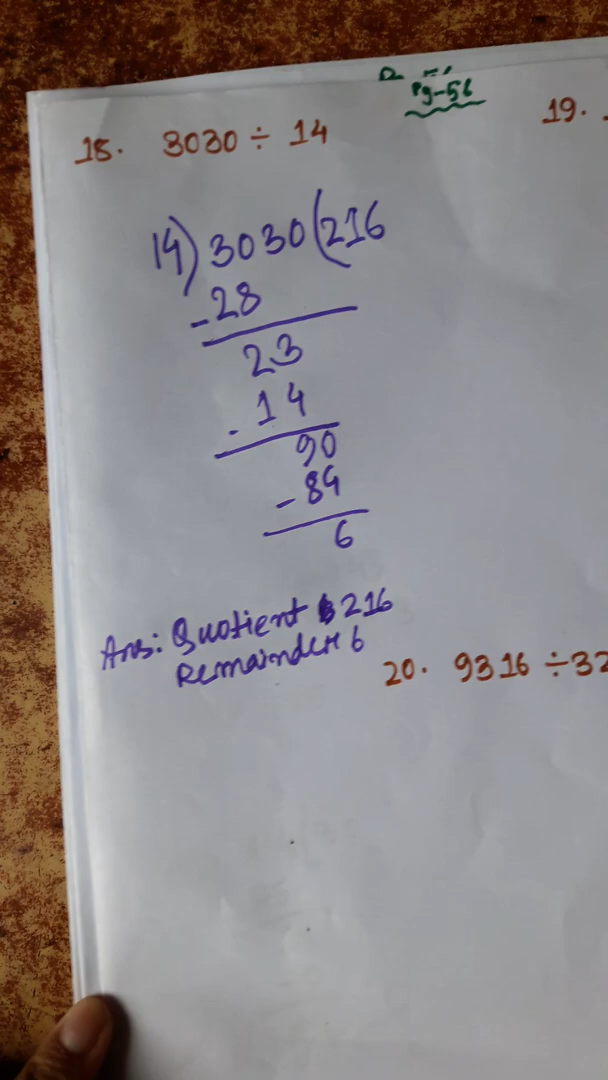 Pg-56
18. 3030 ÷ 14
19.
14) 3030 (216
-28
23
-14
90
-84
6
Ans: Quotient 216
Remainder 6
20. 9316 ÷ 32